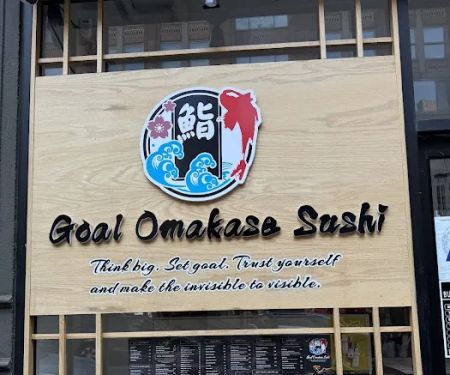 鮨
Goal Omakase Sushi
Think big. Set goal. Trust yourself
and make the invisible to visible.